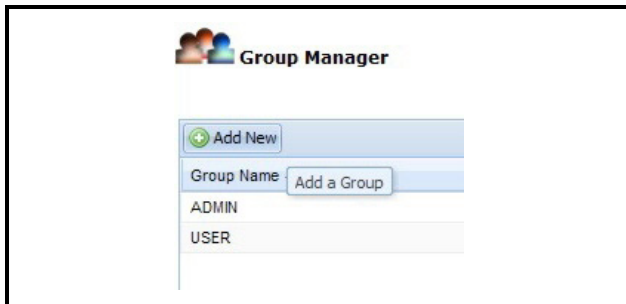 Group Manager
Add New
Group Name
Add a Group
ADMIN
USER